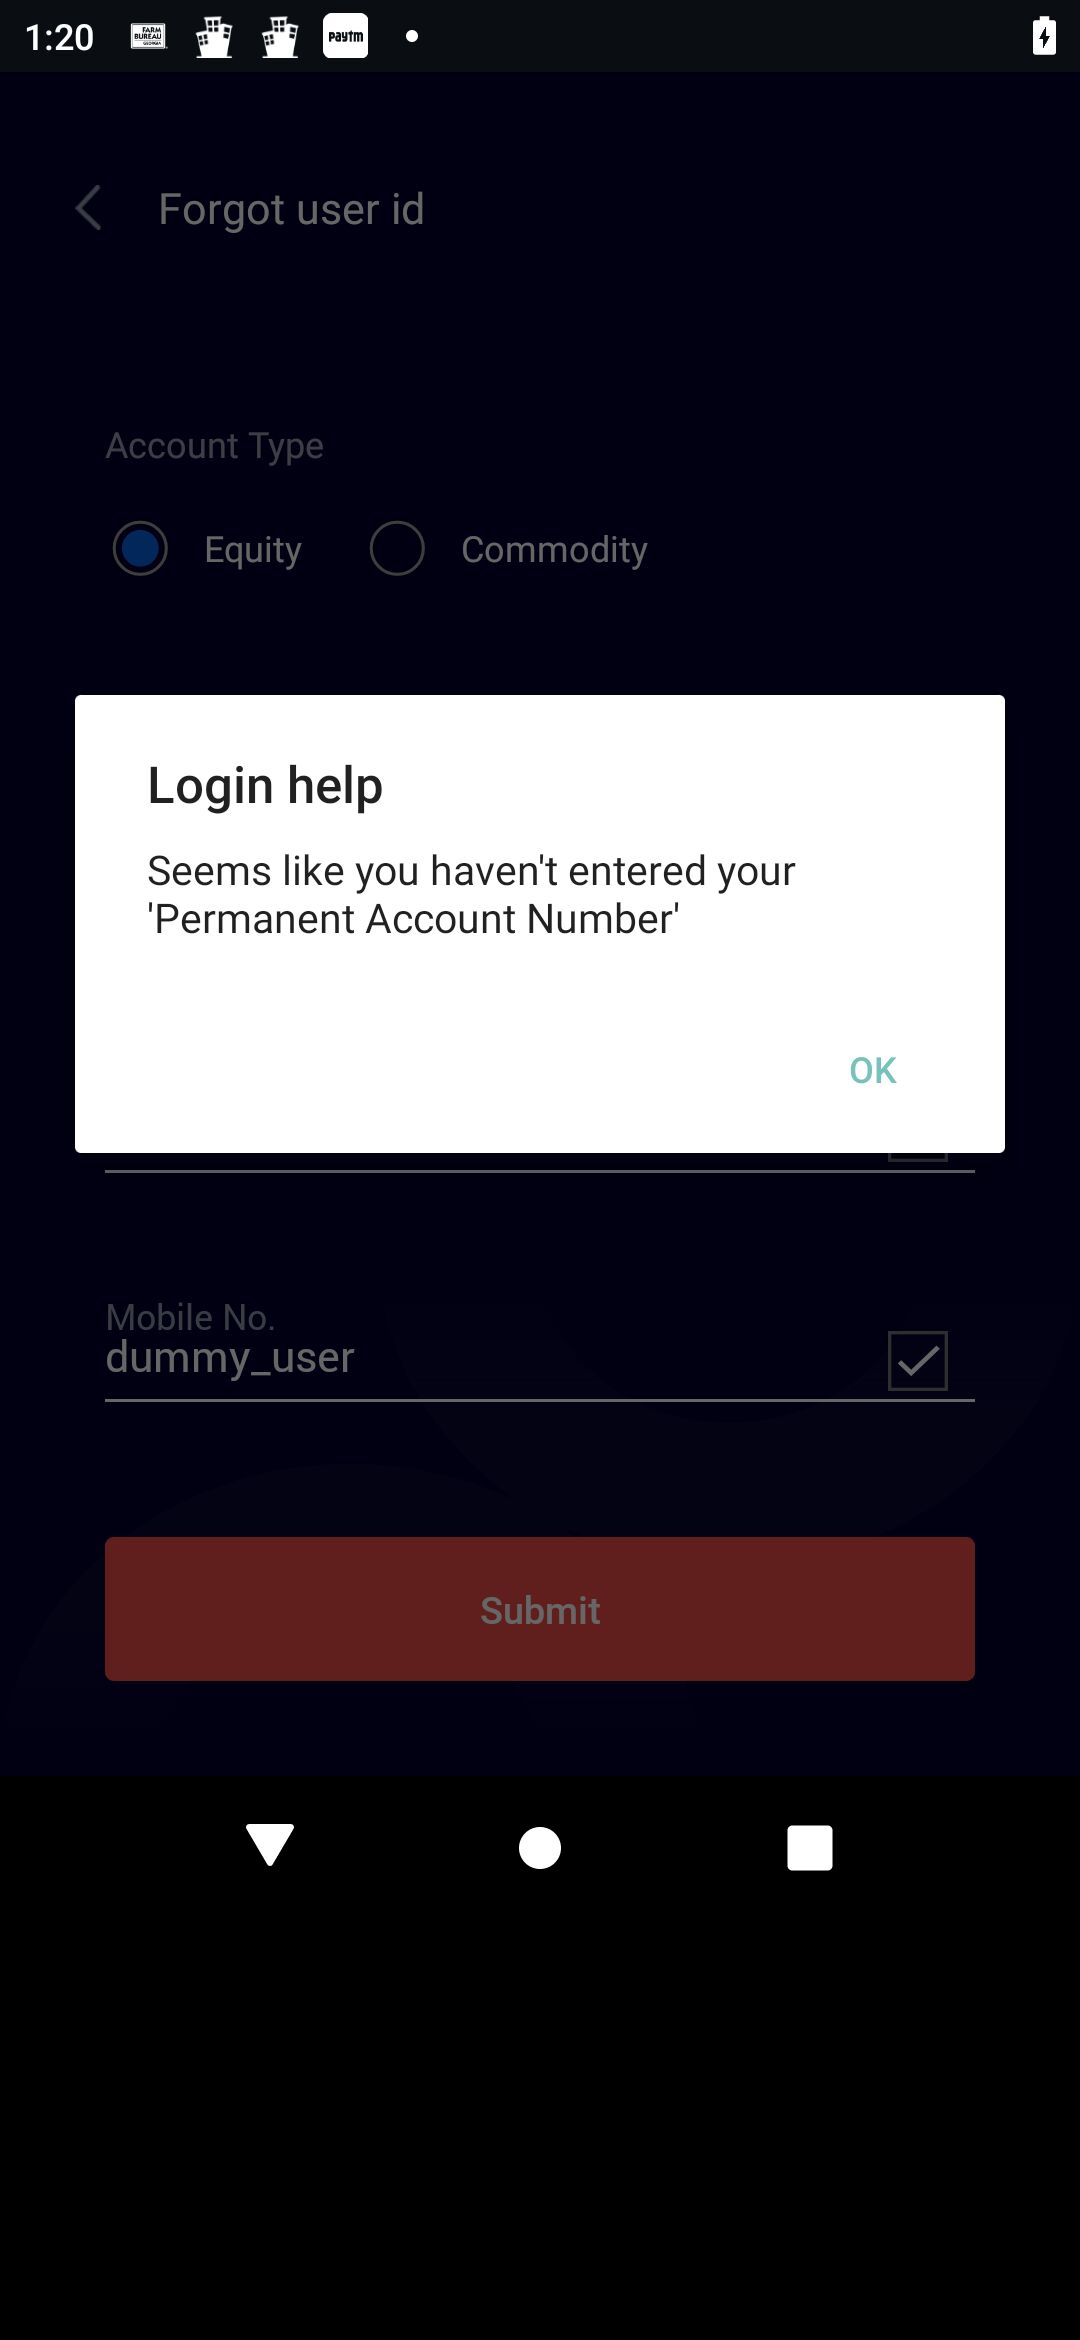 1:20
FARM
BUREAU
GEORGIA
paytm
Forgot user id
Account Type
Equity
Commodity
Login help
Seems like you haven't entered your
'Permanent Account Number'
OK
Mobile No.
dummy_user
Submit